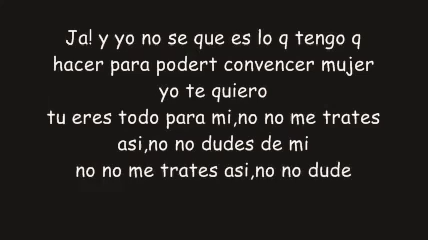 Ja! y yo no se que es lo q tengo q
hacer para podert convencer mujer
yo te quiero
tu eres todo para mi,no no me trates
asi,no no dudes de mi
no no me trates asi,no no dude